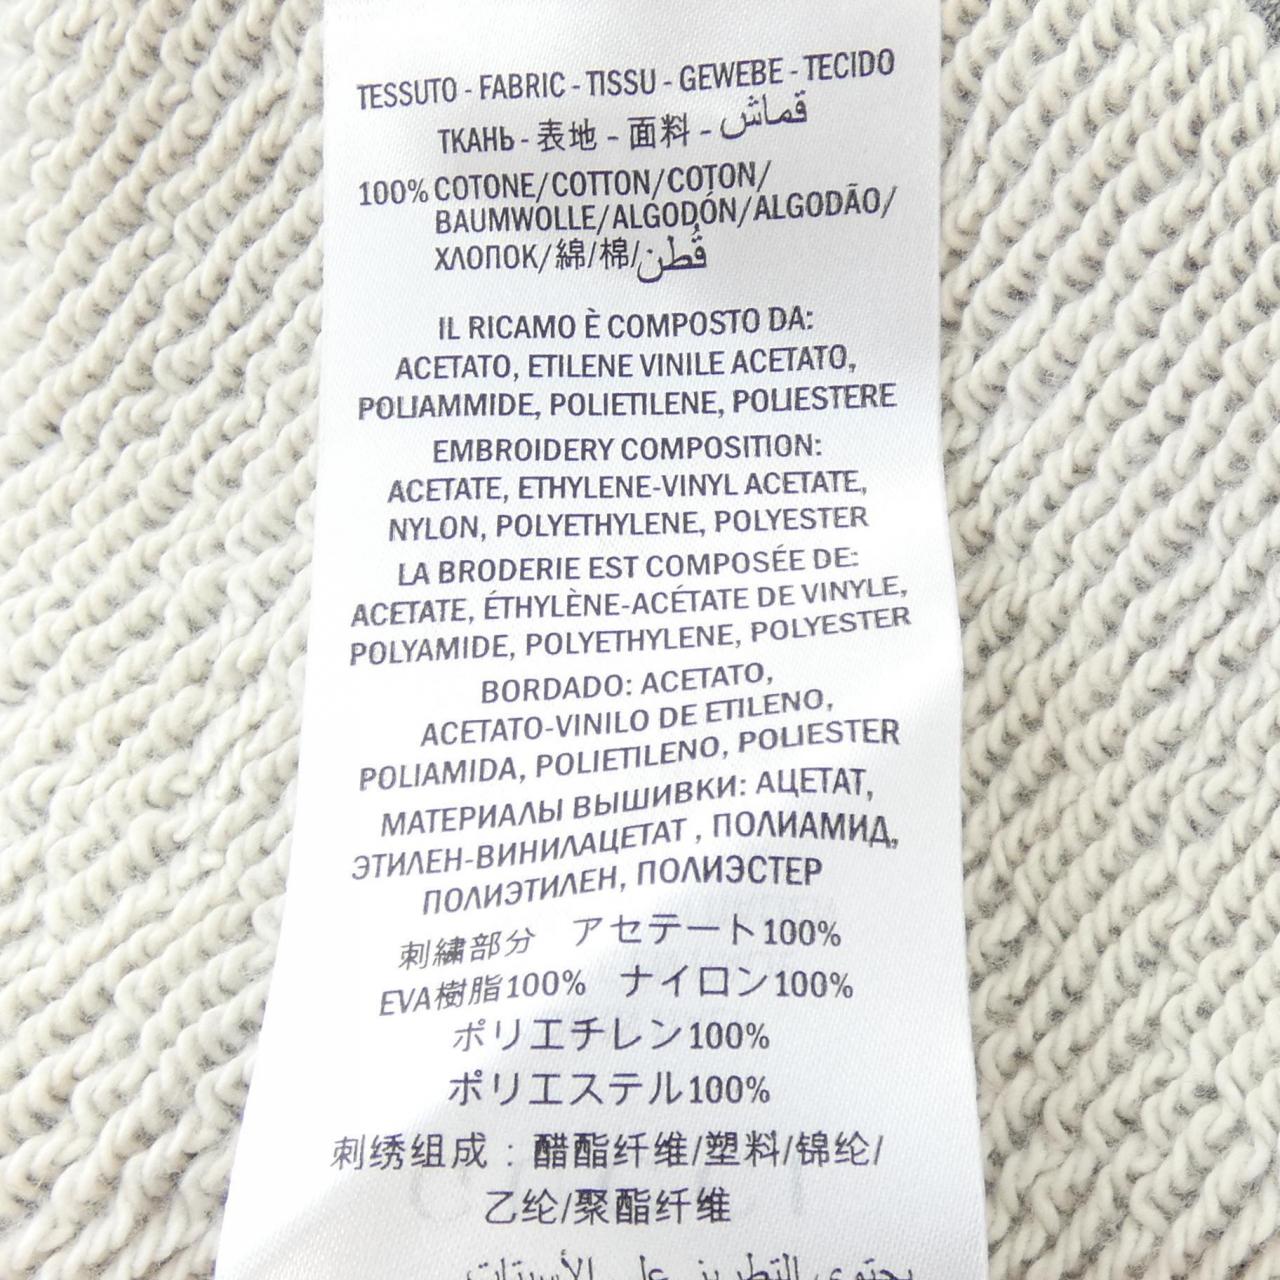 TESSUTO - FABRIC - TISSU - GEWEBE - TECIDO
ТКАНЬ - 表地 - 面料 - قماش
100% COTONE/COTTON/COTON/
BAUMWOLLE/ALGODÓN/ALGODÃO/
ХЛОПОК/綿/棉/قُطن
IL RICAMO È COMPOSTO DA:
ACETATO, ETILENE VINILE ACETATO,
POLIAMMIDE, POLIETILENE, POLIESTERE
EMBROIDERY COMPOSITION:
ACETATE, ETHYLENE-VINYL ACETATE,
NYLON, POLYETHYLENE, POLYESTER
LA BRODERIE EST COMPOSÉE DE:
ACETATE, ÉTHYLÈNE-ACÉTATE DE VINYLE,
POLYAMIDE, POLYETHYLENE, POLYESTER
BORDADO: ACETATO,
ACETATO-VINILO DE ETILENO,
POLIAMIDA, POLIETILENO, POLIESTER
МАТЕРИАЛЫ ВЫШИВКИ: АЦЕТАТ,
ЭТИЛЕН-ВИНИЛАЦЕТАТ , ПОЛИАМИД,
ПОЛИЭТИЛЕН, ПОЛИЭСТЕР
刺繍部分 アセテート100%
EVA樹脂100% ナイロン100%
ポリエチレン100%
ポリエステル100%
刺绣组成 : 醋酯纤维/塑料/锦纶/
乙纶/聚酯纤维
يحتوي التطريز على الأسيتات